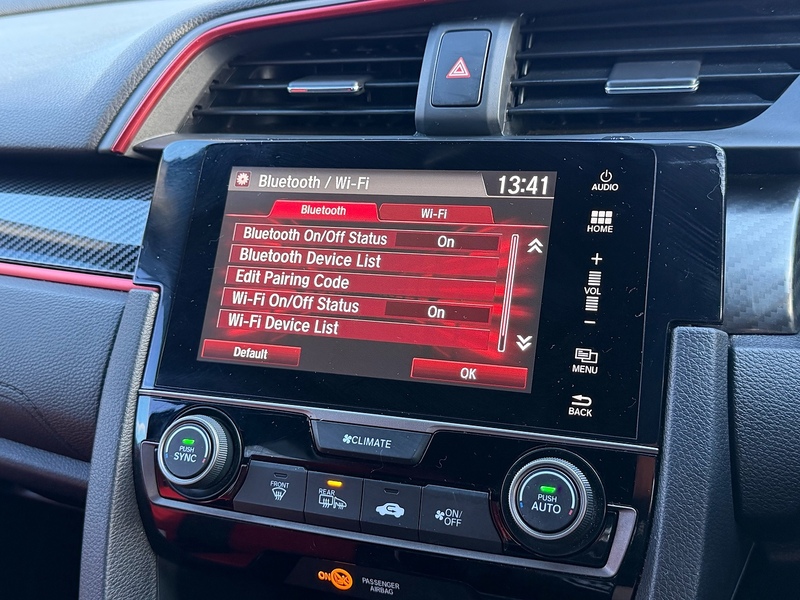 Bluetooth / Wi-Fi 13:41
Bluetooth Wi-Fi
Bluetooth On/Off Status On
Bluetooth Device List
Edit Pairing Code
Wi-Fi On/Off Status On
Wi-Fi Device List
Default OK
AUDIO
HOME
+
VOL
-
MENU
BACK
CLIMATE
PUSH
SYNC
FRONT
REAR
ON/
OFF
PUSH
AUTO
ON
PASSENGER
AIRBAG